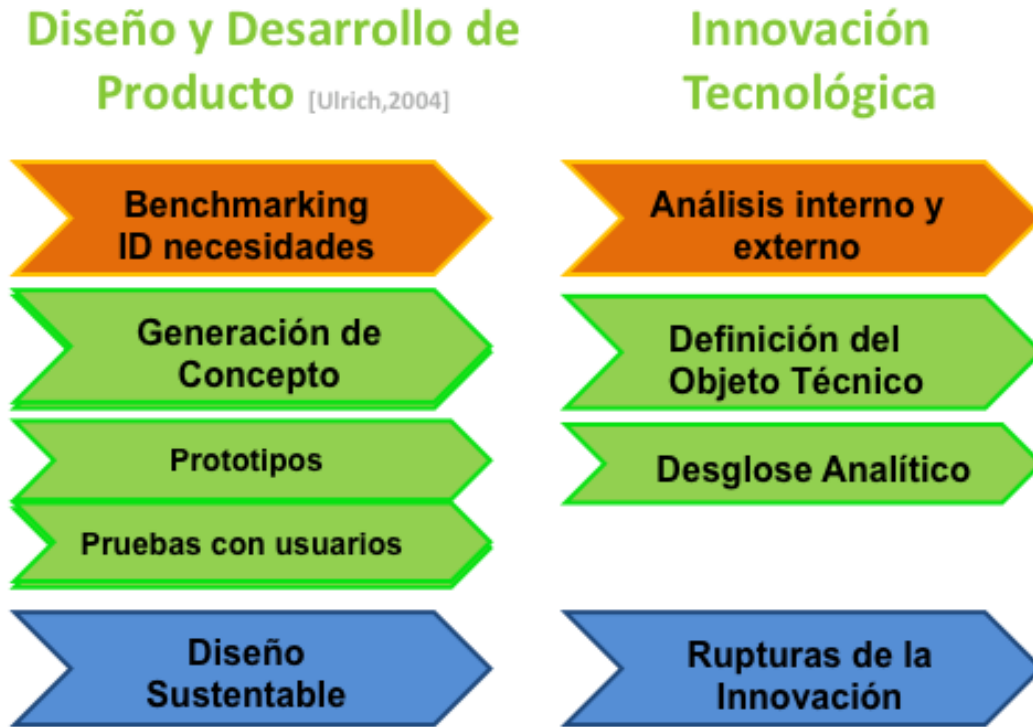 Diseño y Desarrollo de
Producto [Ulrich,2004]
Benchmarking
ID necesidades
Generación de
Concepto
Prototipos
Pruebas con usuarios
Diseño
Sustentable
Innovación
Tecnológica
Análisis interno y
externo
Definición del
Objeto Técnico
Desglose Analítico
Rupturas de la
Innovación